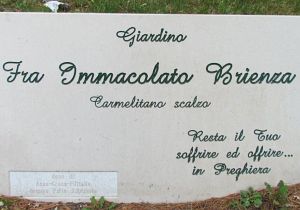 Giardino
Fra Immacolato Brienza
Carmelitano scalzo
Resta il Tuo
soffrire ed offrire...
in Preghiera